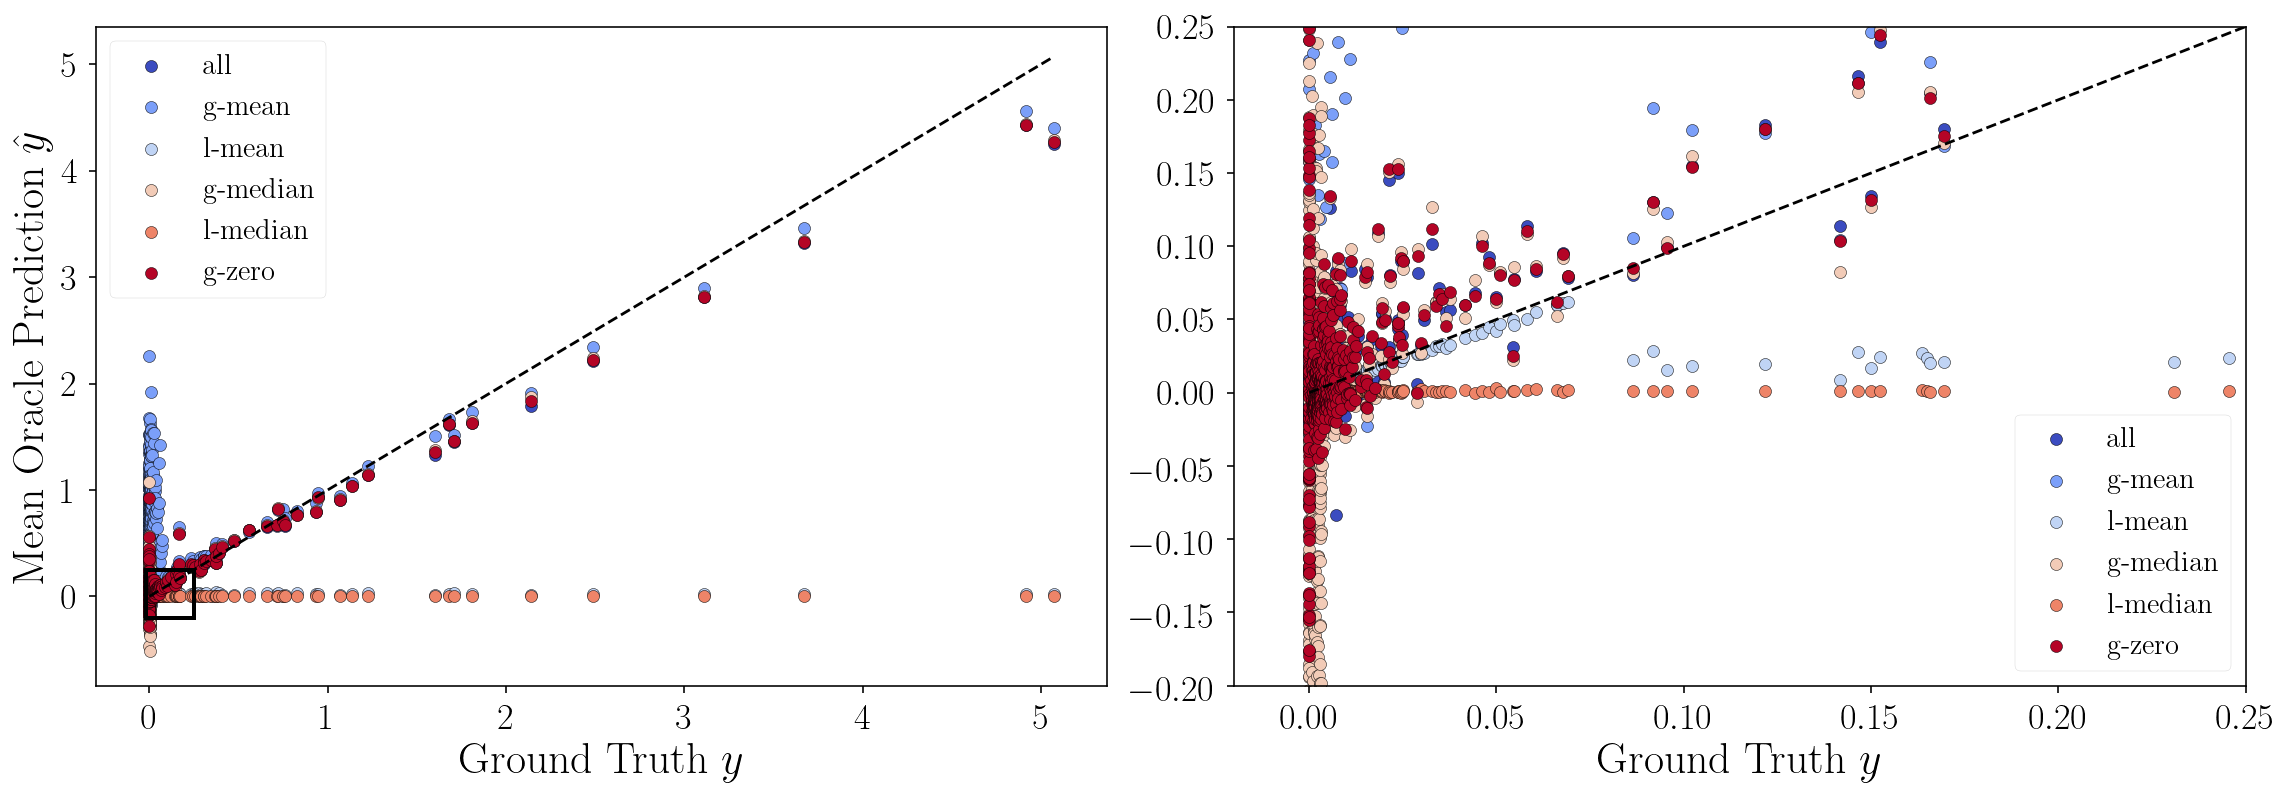 Mean Oracle Prediction ŷ
5
4
3
2
1
0
all
g-mean
l-mean
g-median
l-median
g-zero
0
1
2
3
4
5
Ground Truth y
0.25
0.20
0.15
0.10
0.05
0.00
−0.05
−0.10
−0.15
−0.20
all
g-mean
l-mean
g-median
l-median
g-zero
0.00
0.05
0.10
0.15
0.20
0.25
Ground Truth y